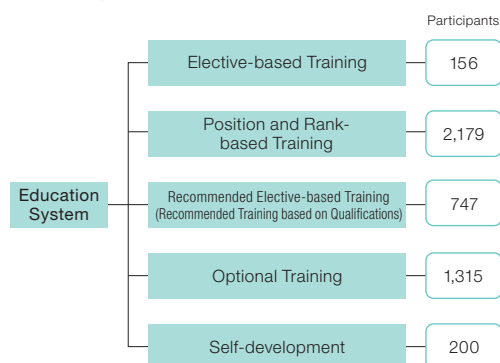 Participants
Elective-based Training
156
Position and Rank-
based Training
2,179
Education
System
Recommended Elective-based Training
(Recommended Training based on Qualifications)
747
Optional Training
1,315
Self-development
200